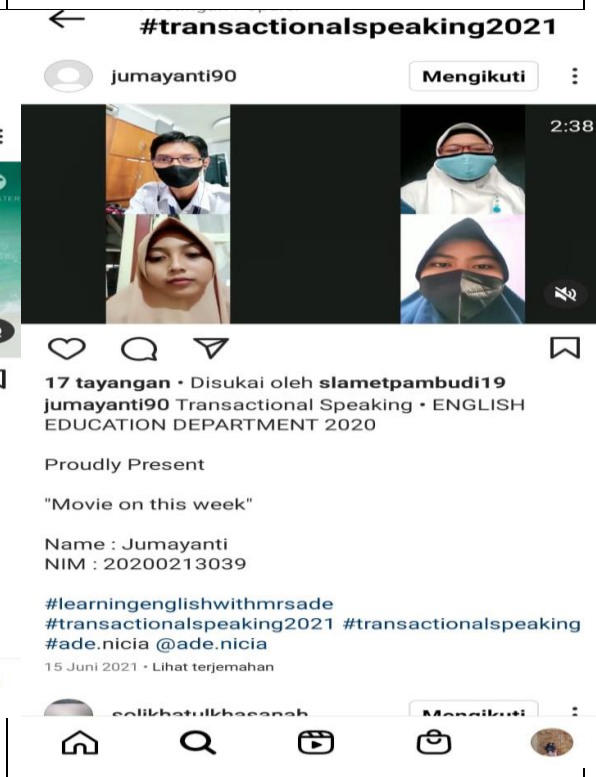 #transactionalspeaking2021
jumayanti90
Mengikuti
2:38
17 tayangan • Disukai oleh slametpambudi19
jumayanti90 Transactional Speaking • ENGLISH
EDUCATION DEPARTMENT 2020
Proudly Present
"Movie on this week"
Name : Jumayanti
NIM : 20200213039
#learningenglishwithmrsade
#transactionalspeaking2021 #transactionalspeaking
#ade.nicia @ade.nicia
15 Juni 2021 • Lihat terjemahan
solikhatulkhasanah
Mengikuti